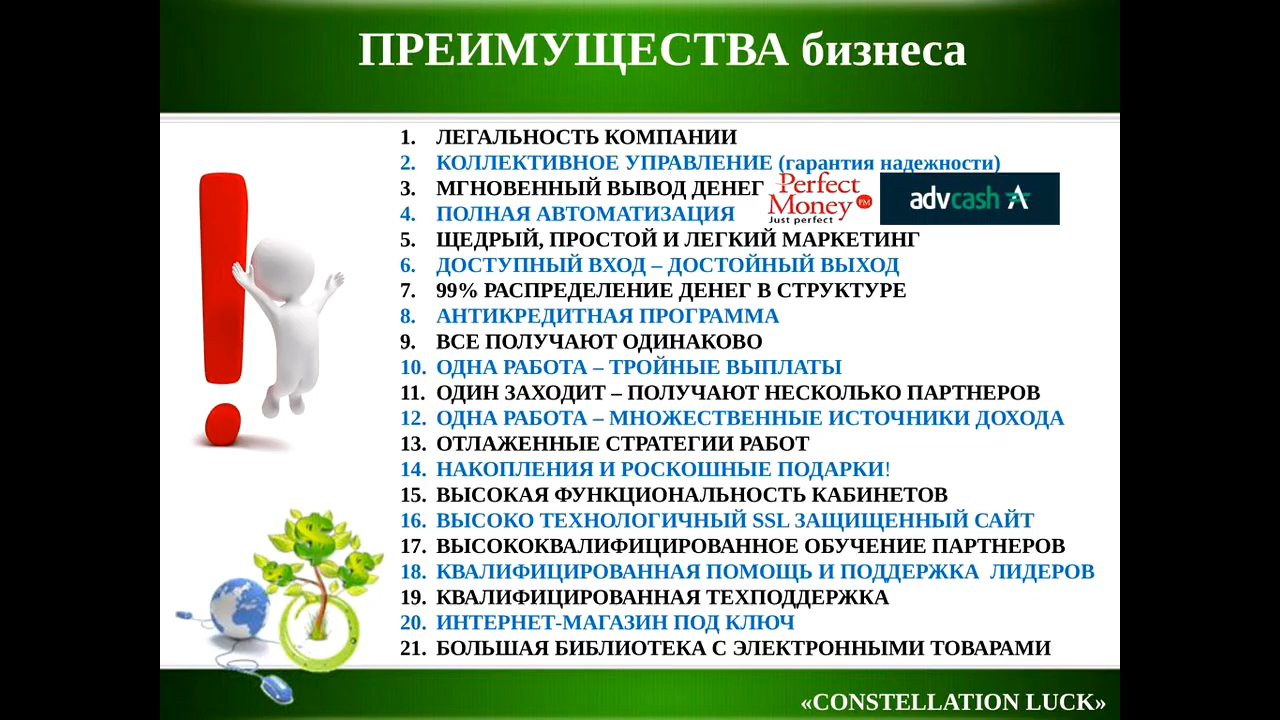 ПРЕИМУЩЕСТВА бизнеса
1. ЛЕГАЛЬНОСТЬ КОМПАНИИ
2. КОЛЛЕКТИВНОЕ УПРАВЛЕНИЕ (гарантия надежности)
3. МГНОВЕННЫЙ ВЫВОД ДЕНЕГ
Perfect
Money PM
Just perfect
advcash
4. ПОЛНАЯ АВТОМАТИЗАЦИЯ
5. ЩЕДРЫЙ, ПРОСТОЙ И ЛЕГКИЙ МАРКЕТИНГ
6. ДОСТУПНЫЙ ВХОД – ДОСТОЙНЫЙ ВЫХОД
7. 99% РАСПРЕДЕЛЕНИЕ ДЕНЕГ В СТРУКТУРЕ
8. АНТИКРЕДИТНАЯ ПРОГРАММА
9. ВСЕ ПОЛУЧАЮТ ОДИНАКОВО
10. ОДНА РАБОТА – ТРОЙНЫЕ ВЫПЛАТЫ
11. ОДИН ЗАХОДИТ – ПОЛУЧАЮТ НЕСКОЛЬКО ПАРТНЕРОВ
12. ОДНА РАБОТА – МНОЖЕСТВЕННЫЕ ИСТОЧНИКИ ДОХОДА
13. ОТЛАЖЕННЫЕ СТРАТЕГИИ РАБОТ
14. НАКОПЛЕНИЯ И РОСКОШНЫЕ ПОДАРКИ!
15. ВЫСОКАЯ ФУНКЦИОНАЛЬНОСТЬ КАБИНЕТОВ
16. ВЫСОКО ТЕХНОЛОГИЧНЫЙ SSL ЗАЩИЩЕННЫЙ САЙТ
17. ВЫСОКОКВАЛИФИЦИРОВАННОЕ ОБУЧЕНИЕ ПАРТНЕРОВ
18. КВАЛИФИЦИРОВАННАЯ ПОМОЩЬ И ПОДДЕРЖКА ЛИДЕРОВ
19. КВАЛИФИЦИРОВАННАЯ ТЕХПОДДЕРЖКА
20. ИНТЕРНЕТ-МАГАЗИН ПОД КЛЮЧ
21. БОЛЬШАЯ БИБЛИОТЕКА С ЭЛЕКТРОННЫМИ ТОВАРАМИ
«CONSTELLATION LUCK»